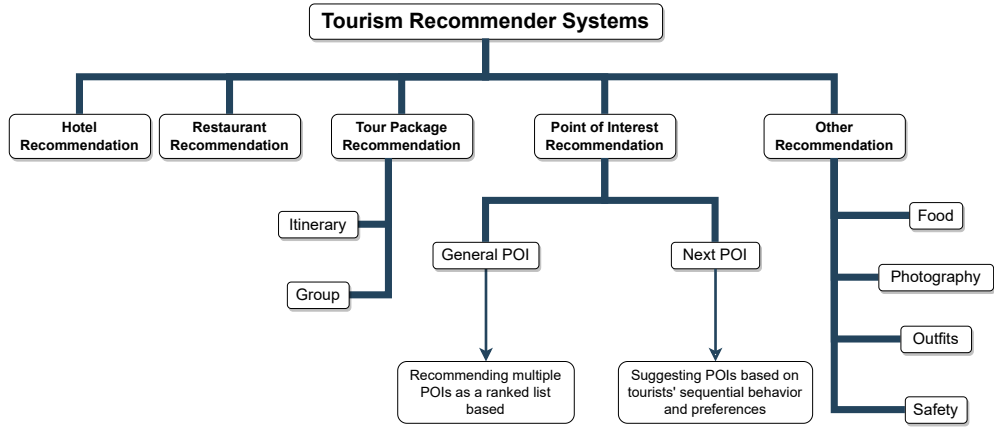 Tourism Recommender Systems
Hotel
Recommendation
Restaurant
Recommendation
Tour Package
Recommendation
Point of Interest
Recommendation
Other
Recommendation
Itinerary
Group
General POI
Next POI
Recommending multiple
POIs as a ranked list
based
Suggesting POIs based on
tourists' sequential behavior
and preferences
Food
Photography
Outfits
Safety